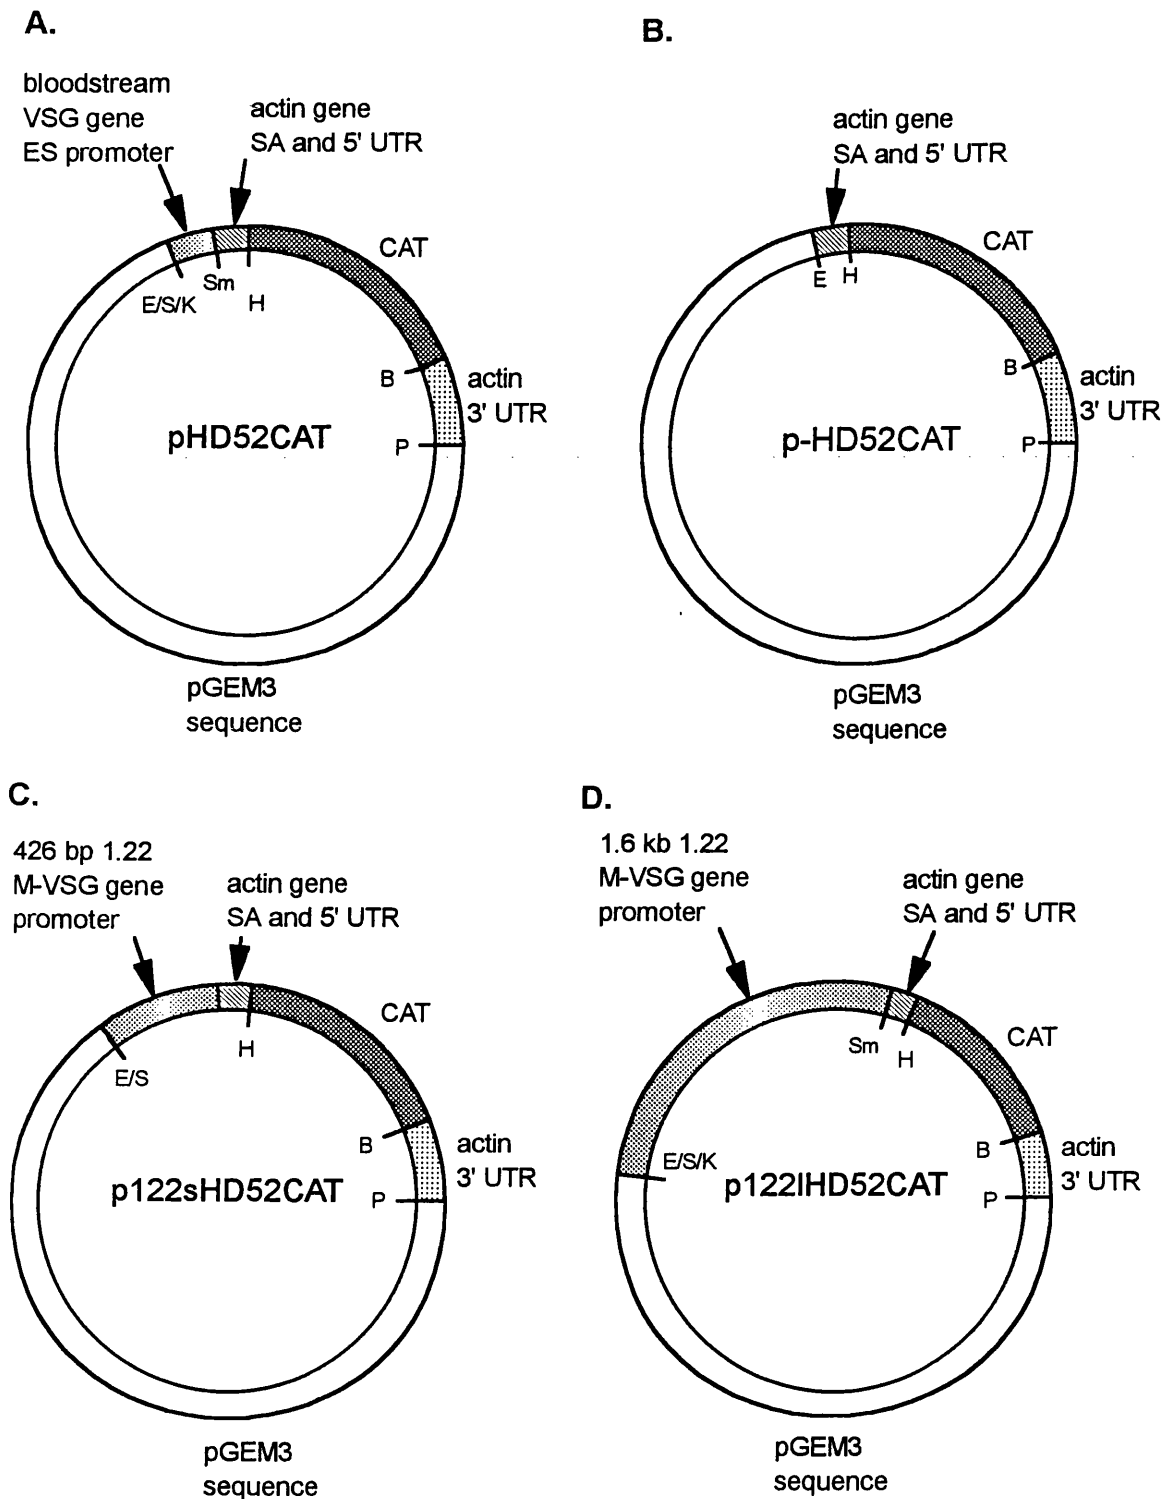 A.
bloodstream
VSG gene
ES promoter
actin gene
SA and 5' UTR
CAT
E/S/K
Sm
H
B
actin
3' UTR
P
pHD52CAT
pGEM3
sequence
B.
actin gene
SA and 5' UTR
CAT
E
H
B
actin
3' UTR
P
p-HD52CAT
pGEM3
sequence
C.
426 bp 1.22
M-VSG gene
promoter
actin gene
SA and 5' UTR
CAT
H
E/S
B
actin
3' UTR
P
p122sHD52CAT
pGEM3
sequence
D.
1.6 kb 1.22
M-VSG gene
promoter
actin gene
SA and 5' UTR
CAT
Sm
H
B
actin
3' UTR
E/S/K
P
p122lHD52CAT
pGEM3
sequence